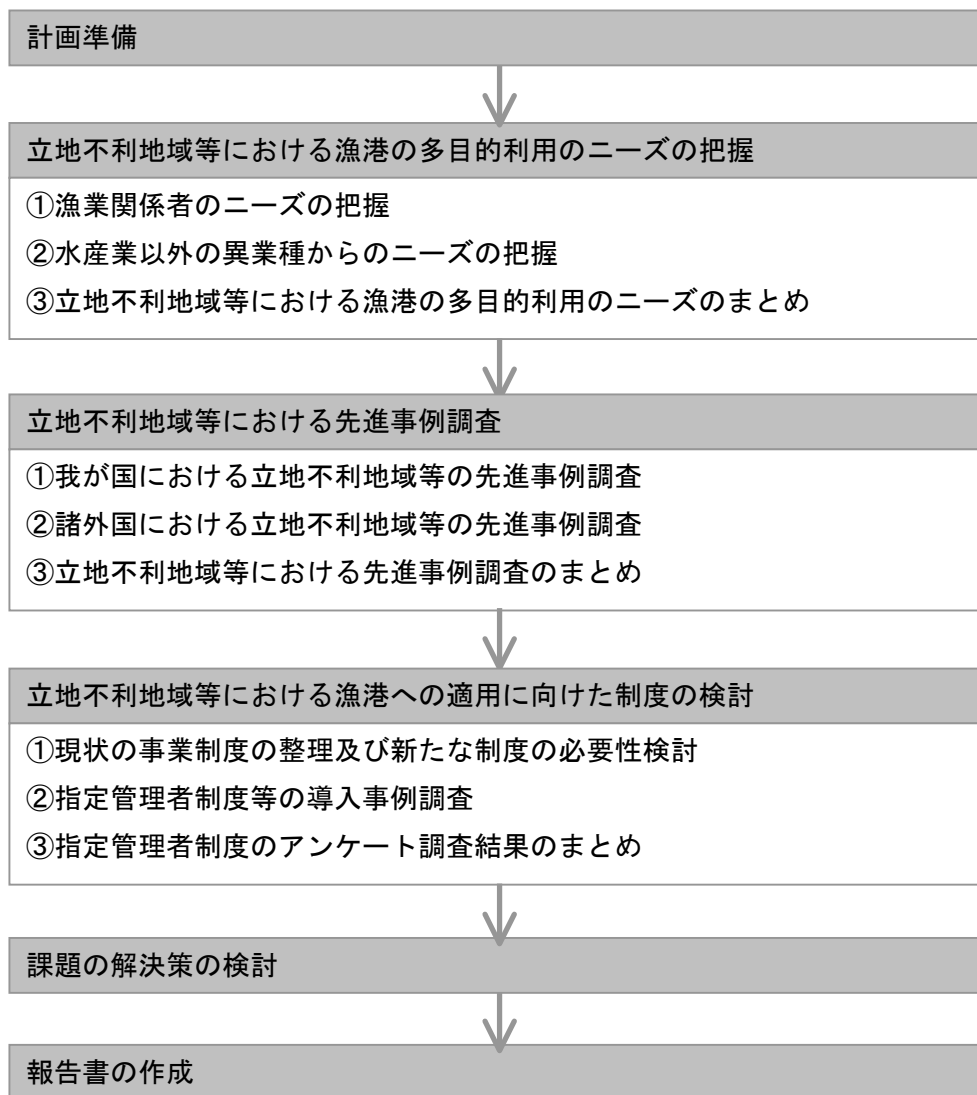 計画準備
立地不利地域等における漁港の多目的利用のニーズの把握
①漁業関係者のニーズの把握
②水産業以外の異業種からのニーズの把握
③立地不利地域等における漁港の多目的利用のニーズのまとめ
立地不利地域等における先進事例調査
①我が国における立地不利地域等の先進事例調査
②諸外国における立地不利地域等の先進事例調査
③立地不利地域等における先進事例調査のまとめ
立地不利地域等における漁港への適用に向けた制度の検討
①現状の事業制度の整理及び新たな制度の必要性検討
②指定管理者制度等の導入事例調査
③指定管理者制度のアンケート調査結果のまとめ
課題の解決策の検討
報告書の作成